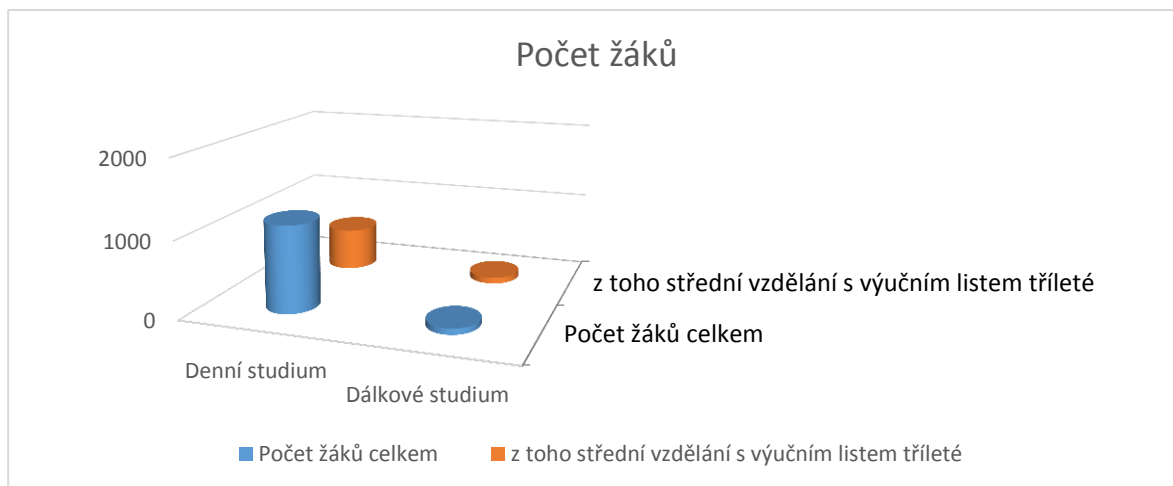 Počet žáků
2000
1000
0
z toho střední vzdělání s výučním listem tříleté
Počet žáků celkem
Denní studium
Dálkové studium
Počet žáků celkem
z toho střední vzdělání s výučním listem tříleté